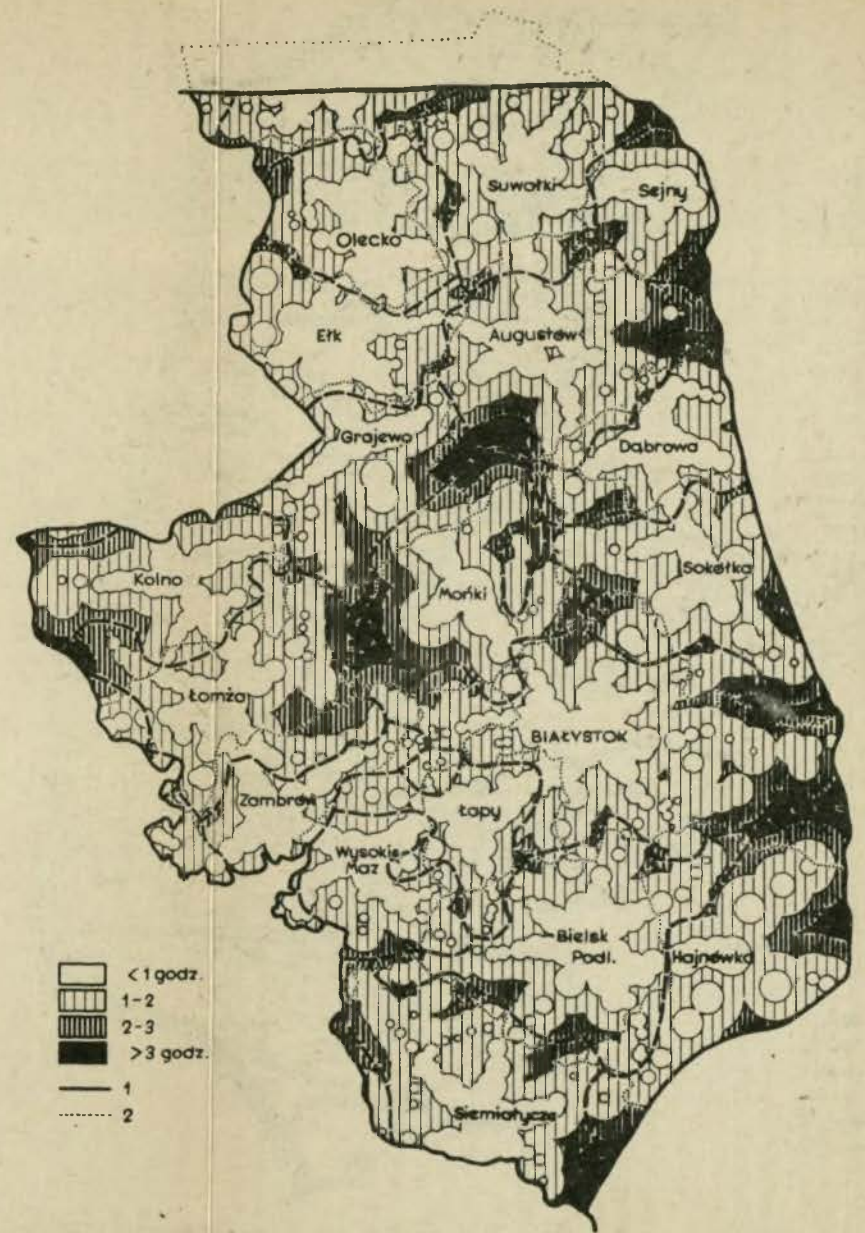 Suwałki
Sejny
Olecko
Ełk
Augustów
Grajewo
Dąbrowa
Kolno
Mońki
Sokółka
Łomża
BIAŁYSTOK
Zambrów
Łapy
Wysokie
Maz
Bielsk
Podl.
Hajnówka
Siemiatycze
< 1 godz.
1-2
2-3
>3 godz.
1
2